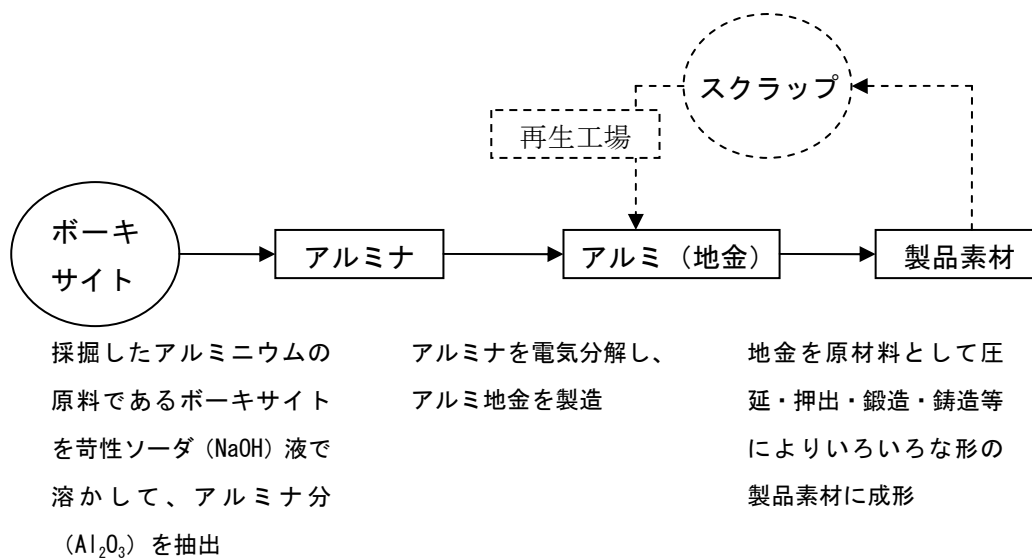 スクラップ
再生工場
ボーキ
サイト
アルミナ
アルミ（地金）
製品素材
採掘したアルミニウムの
原料であるボーキサイト
を苛性ソーダ（NaOH）液で
溶かして、アルミナ分
（Al₂O₃）を抽出
アルミナを電気分解し、
アルミ地金を製造
地金を原材料として圧
延・押出・鍛造・鋳造等
によりいろいろな形の
製品素材に成形